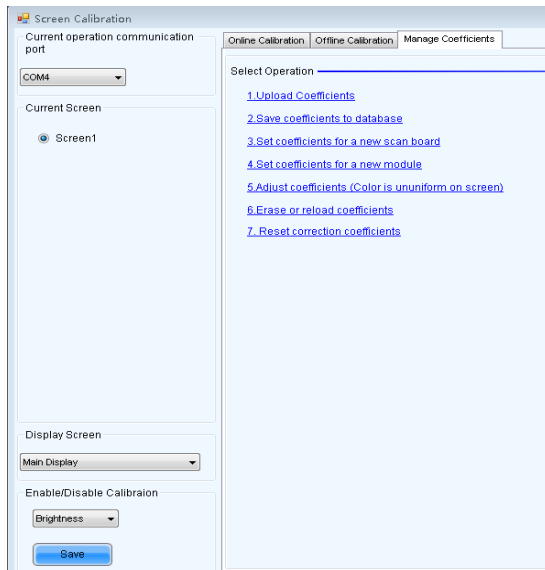 Screen Calibration
Current operation communication
port
COM4
Current Screen
Screen1
Display Screen
Main Display
Enable/Disable Calibraion
Brightness
Save
Online Calibration
Offline Calibration
Manage Coefficients
Select Operation
1.Upload Coefficients
2.Save coefficients to database
3.Set coefficients for a new scan board
4.Set coefficients for a new module
5.Adjust coefficients (Color is ununiform on screen)
6.Erase or reload coefficients
7. Reset correction coefficients